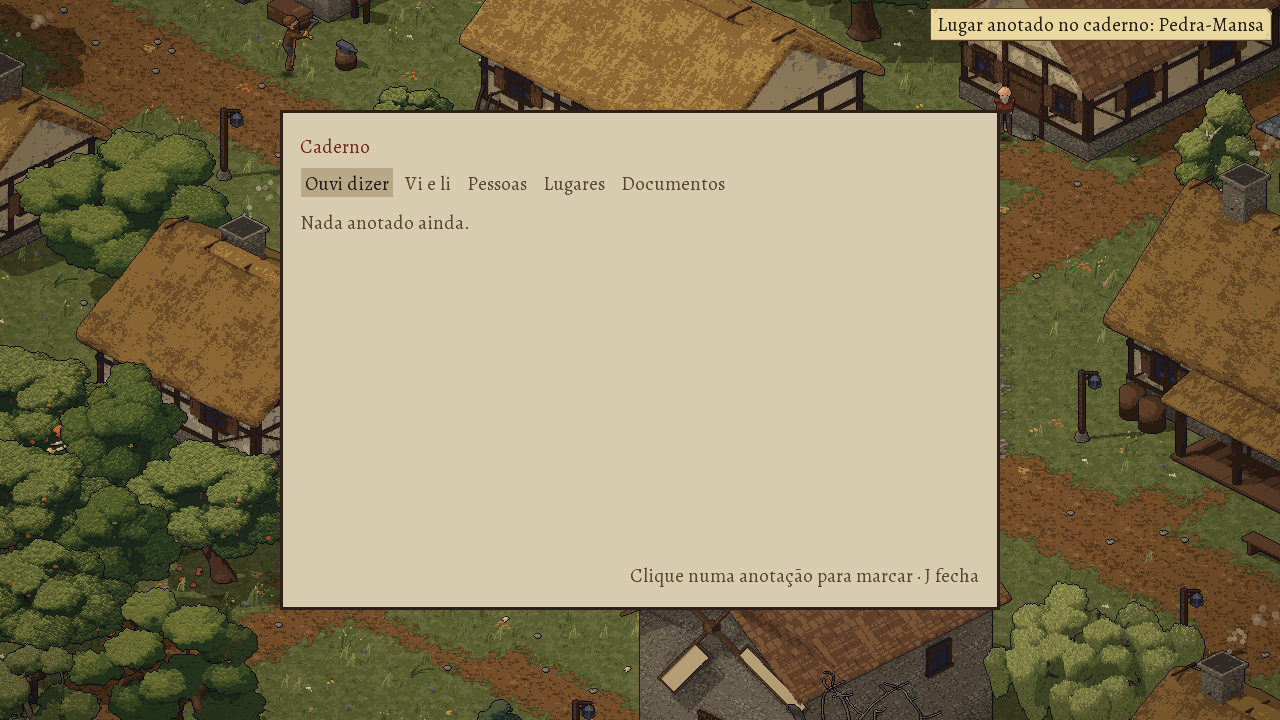 Lugar anotado no caderno: Pedra-Mansa
Caderno
Ouvi dizer Vi e li Pessoas Lugares Documentos
Nada anotado ainda.
Clique numa anotação para marcar · J fecha